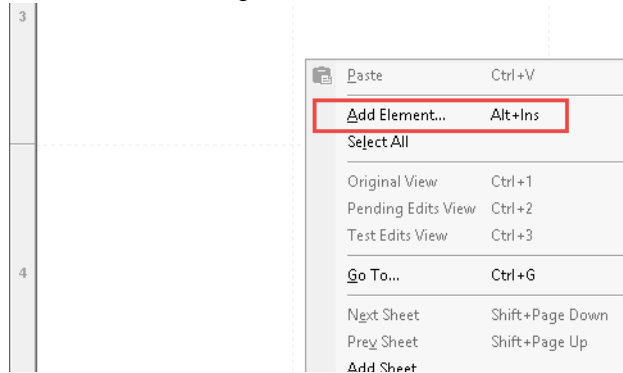 3
Paste Ctrl+V
Add Element... Alt+Ins
Select All
Original View Ctrl+1
Pending Edits View Ctrl+2
Test Edits View Ctrl+3
4
Go To... Ctrl+G
Next Sheet Shift+Page Down
Prev Sheet Shift+Page Up
Add Sheet